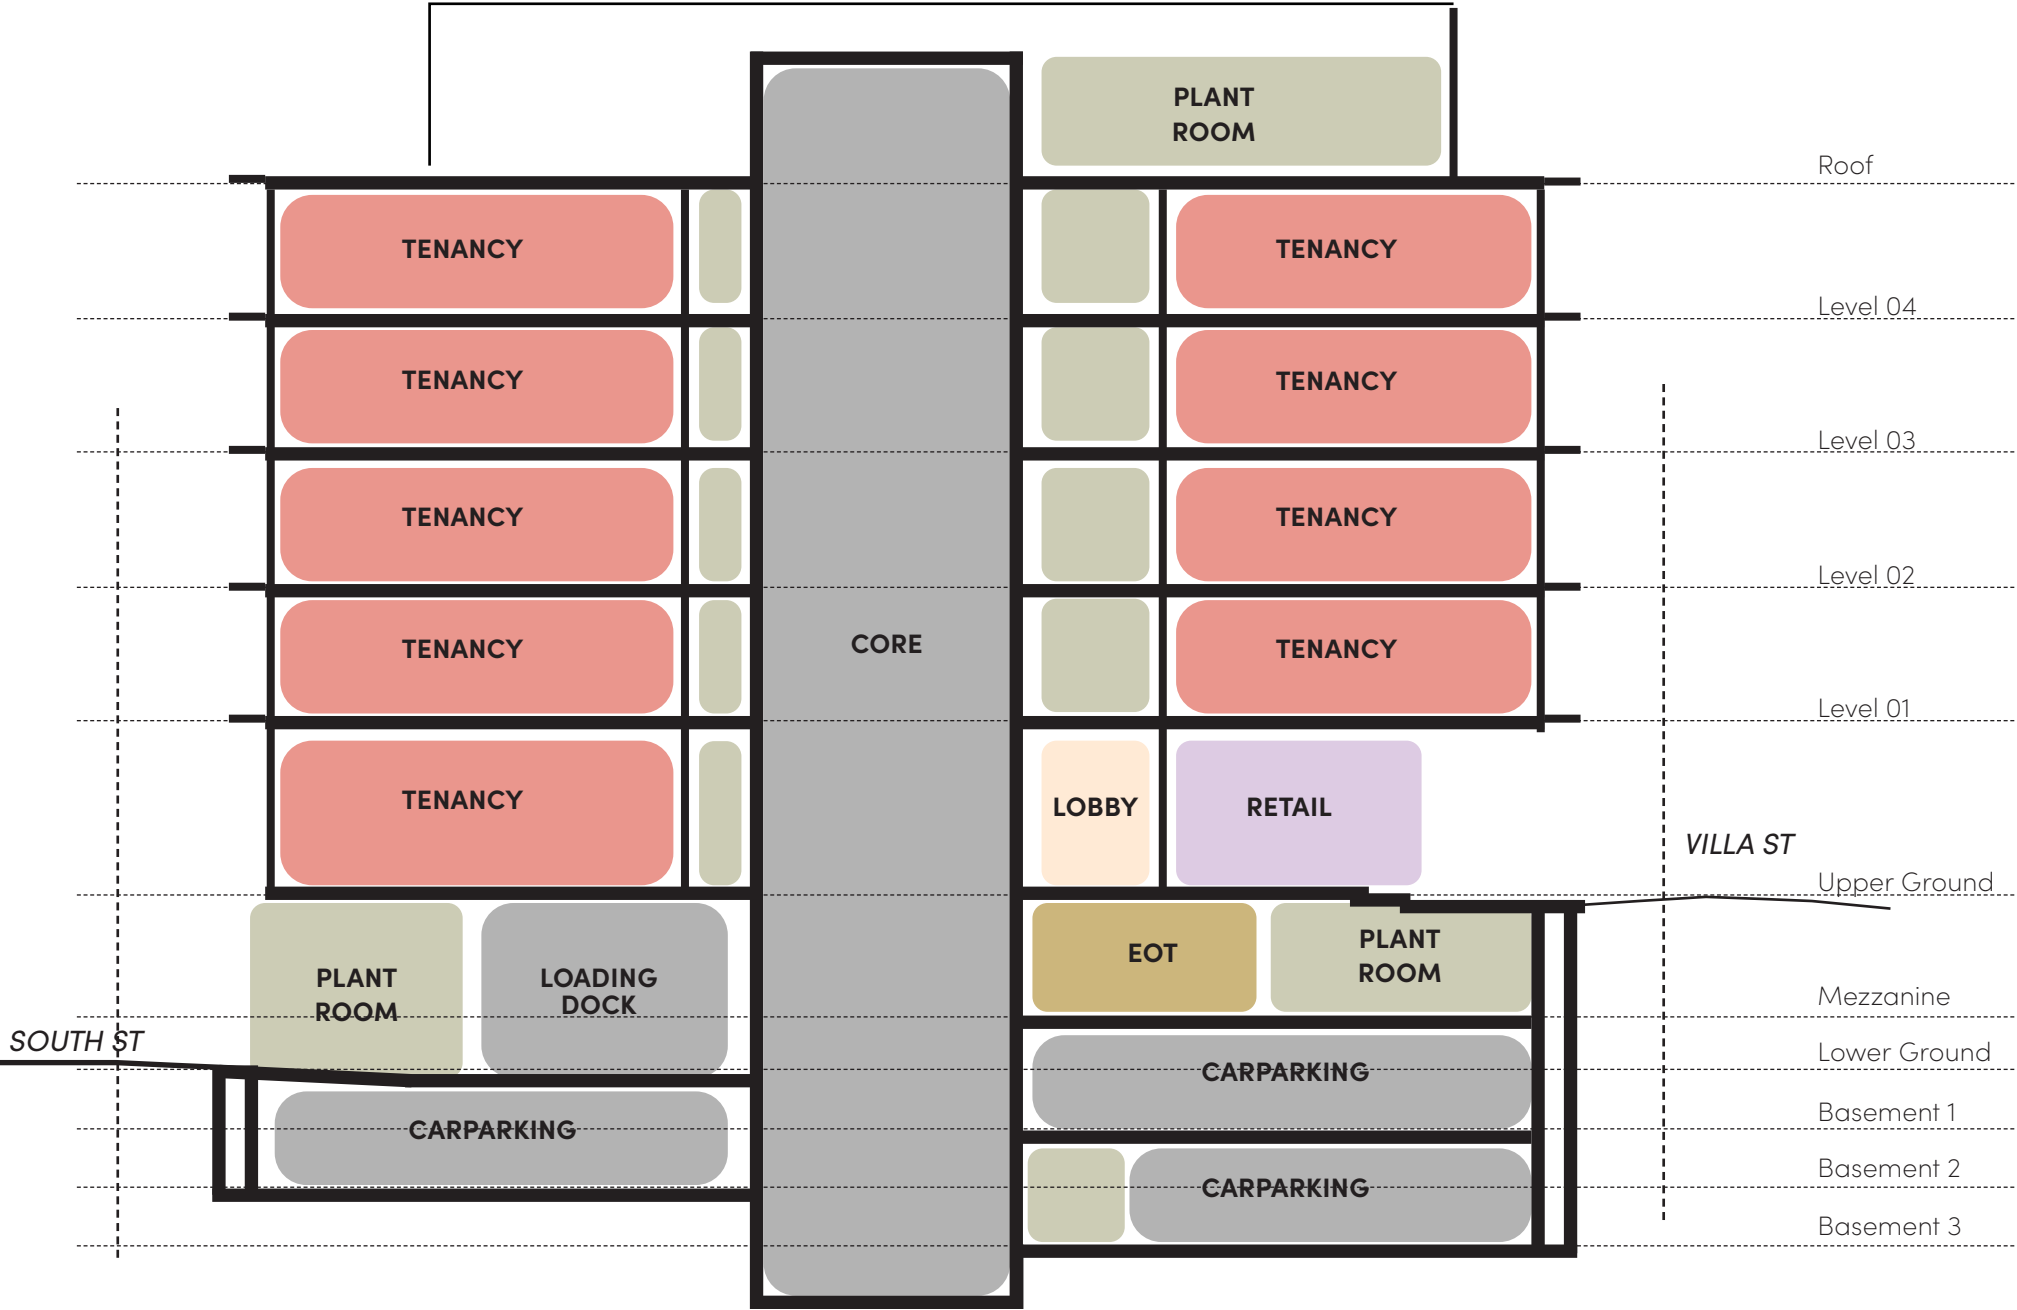 PLANT
ROOM
Roof
TENANCY
TENANCY
Level 04
TENANCY
TENANCY
Level 03
TENANCY
TENANCY
Level 02
TENANCY
CORE
TENANCY
Level 01
TENANCY
LOBBY
RETAIL
VILLA ST
Upper Ground
PLANT
ROOM
LOADING
DOCK
EOT
PLANT
ROOM
Mezzanine
SOUTH ST
Lower Ground
CARPARKING
CARPARKING
Basement 1
CARPARKING
Basement 2
Basement 3